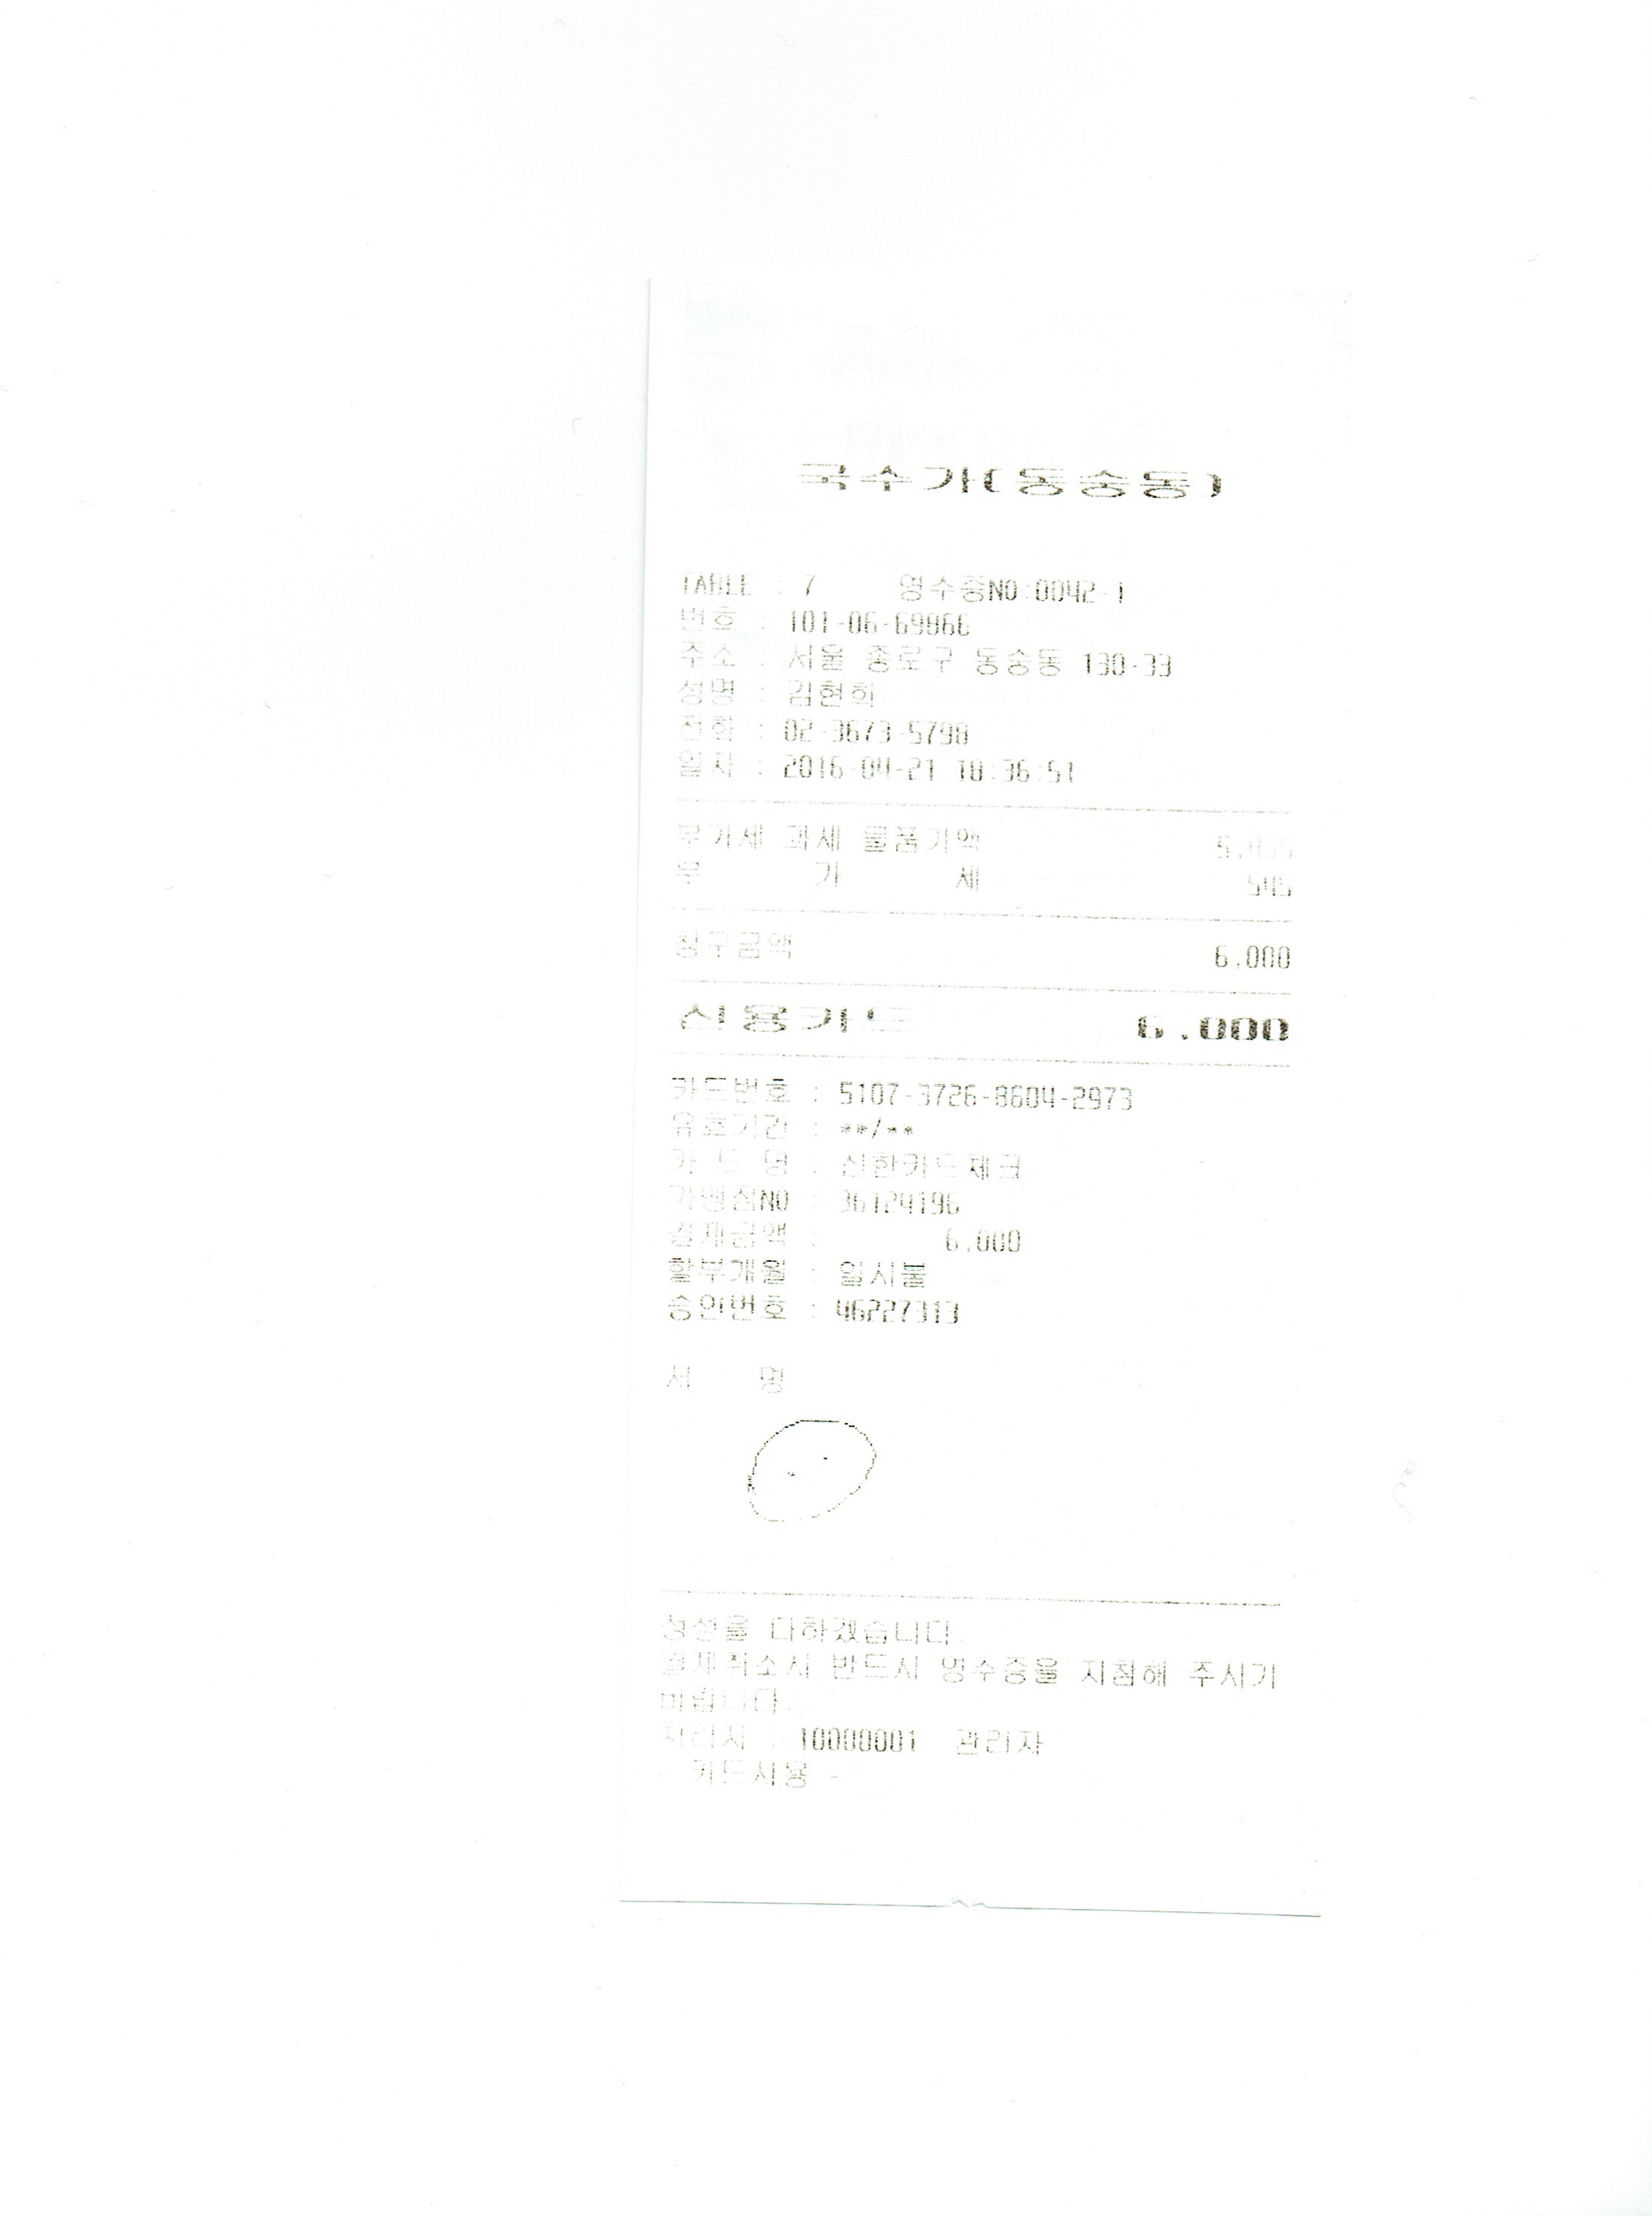 국수가(동숭동)
TABLE : 7 영수증NO:0042-1
번호 : 101-06-69866
주소 : 서울 종로구 동숭동 130-33
성명 : 김현희
전화 : 02-3673-5798
일자 : 2016-04-21 18:36:51
부가세 과세 물품가액 5,455
부 가 세 545
청구금액 6,000
신용카드 6,000
카드번호 : 5107-3726-8604-2973
유효기간 : **/**
카 드 명 : 신한카드체크
가맹점NO : 36124196
결제금액 : 6,000
할부개월 : 일시불
승인번호 : 46227313
서 명
정성을 다하겠습니다.
결제취소시 반드시 영수증을 지참해 주시기
바랍니다.
처리자 : 10000001 관리자
- 카드사용 -